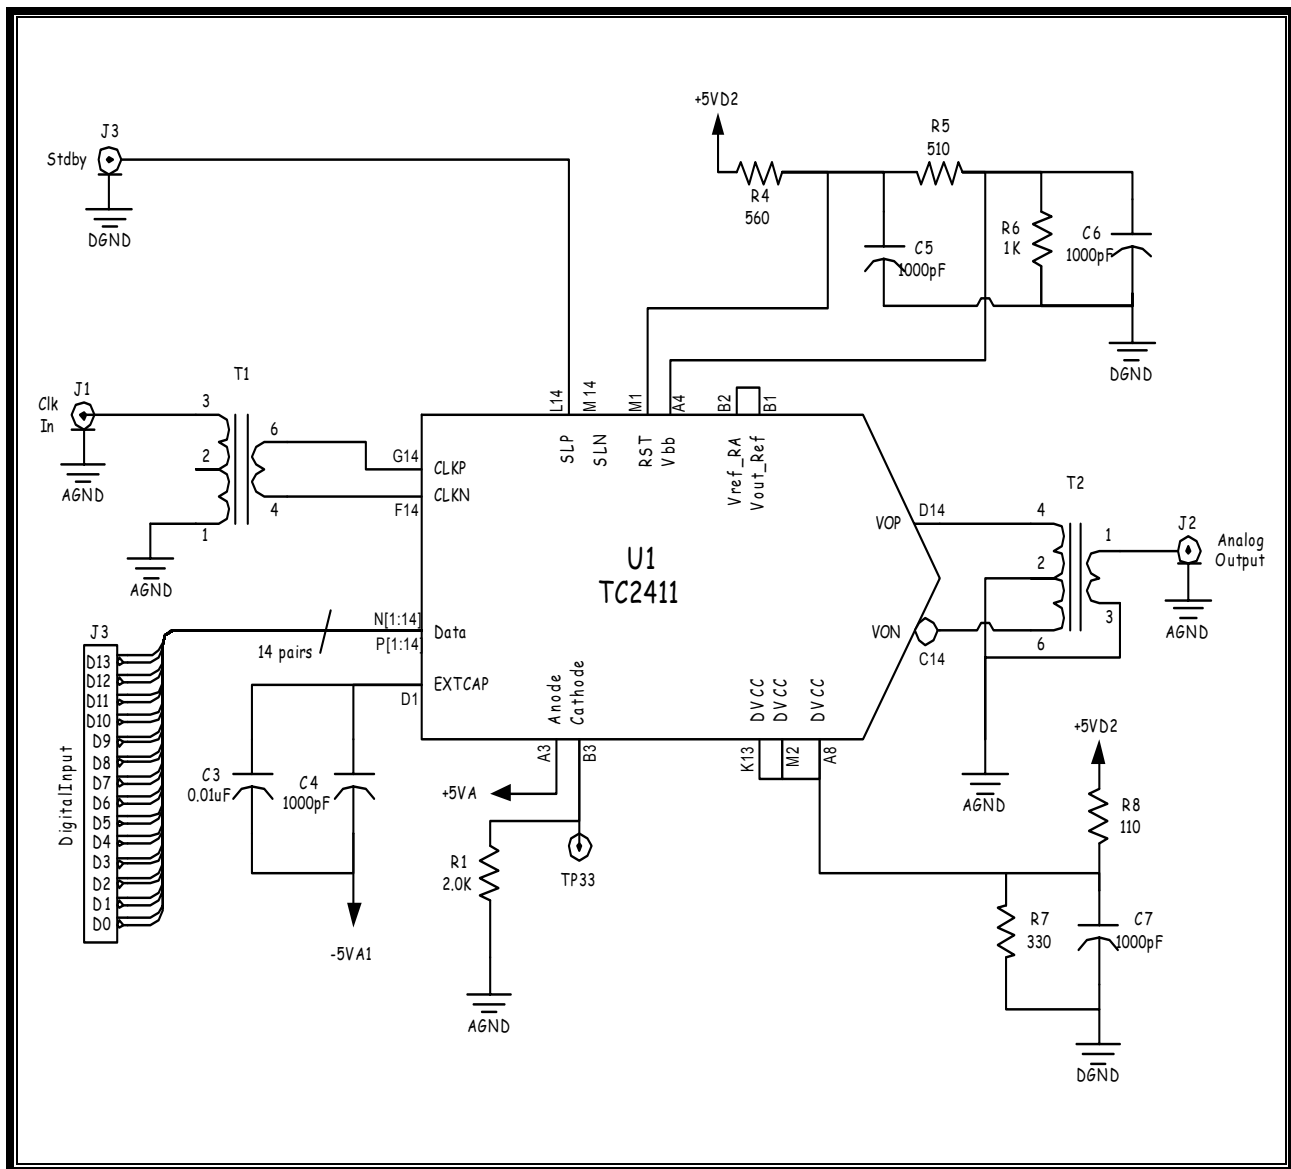 +5VD2
J3
Stdby
DGND
R4
560
R5
510
C5
1000pF
R6
1K
C6
1000pF
DGND
T1
J1
Clk
In
AGND
3
2
1
6
4
AGND
G14
F14
L14
M14
M1
A4
B2
B1
SLP
SLN
RST
Vbb
Vref_RA
Vout_Ref
CLKP
CLKN
U1
TC2411
VOP
D14
VON
C14
T2
4
2
6
1
3
J2
Analog
Output
AGND
AGND
N[1:14]
P[1:14]
Data
14 pairs
EXTCAP
D1
J3
DigitalInput
D13
D12
D11
D10
D9
D8
D7
D6
D5
D4
D3
D2
D1
D0
C3
0.01uF
C4
1000pF
-5VA1
Anode
Cathode
A3
B3
+5VA
R1
2.0K
TP33
AGND
DVCC
DVCC
DVCC
K13
M2
A8
+5VD2
R8
110
R7
330
C7
1000pF
DGND